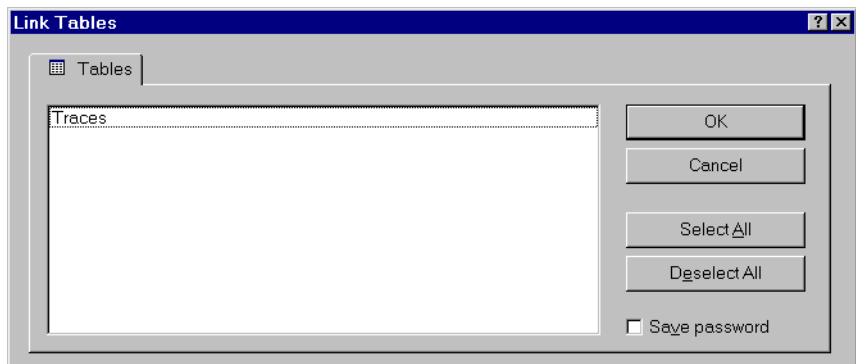 Link Tables
Tables
Traces
OK
Cancel
Select All
Deselect All
Save password